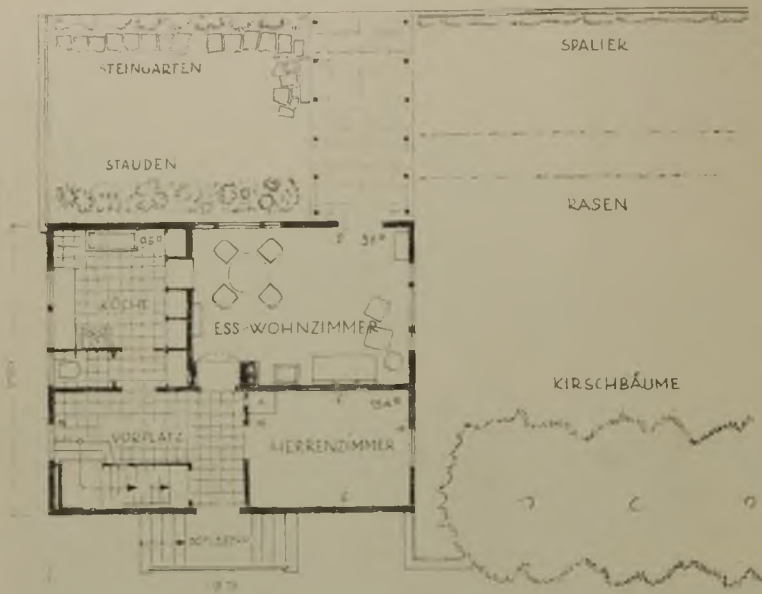 STEINGARTEN
SPALIER
STAUDEN
RASEN
KÜCHE
ESS-WOHNZIMMER
KIRSCHBÄUME
VORPLATZ
HERRENZIMMER